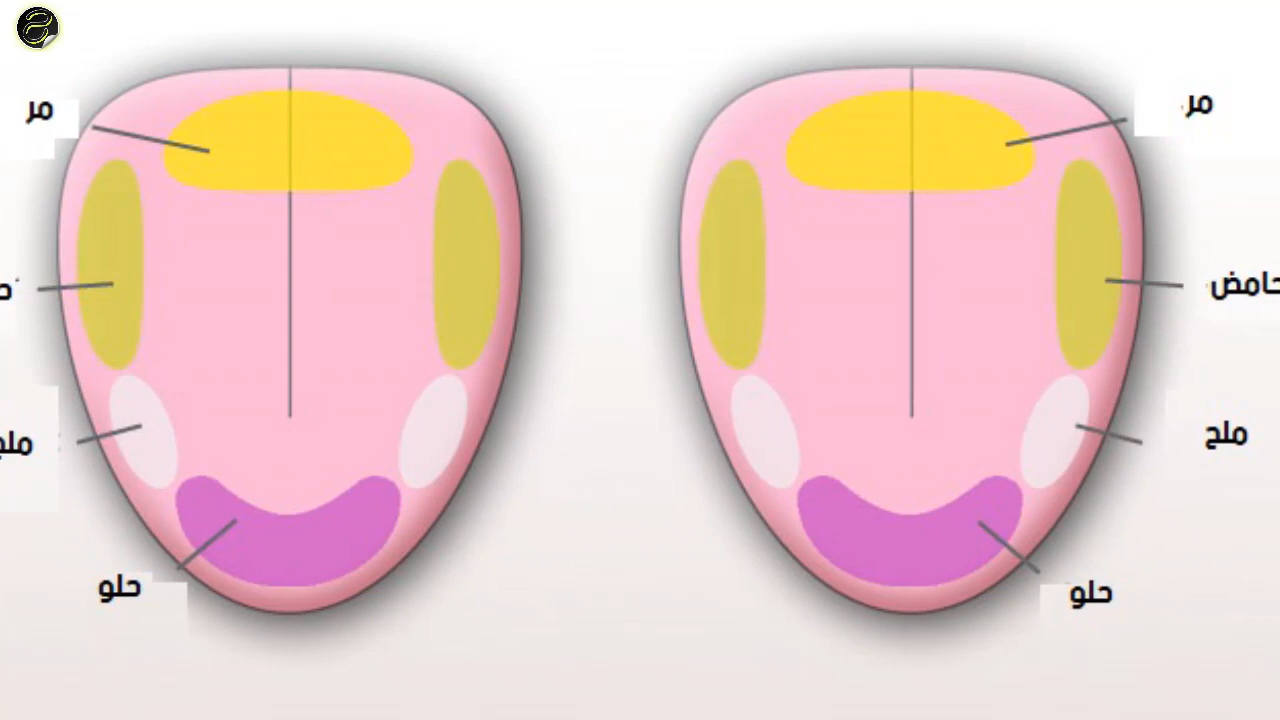 مر
مر
حامض
ملح
حلو
حلو